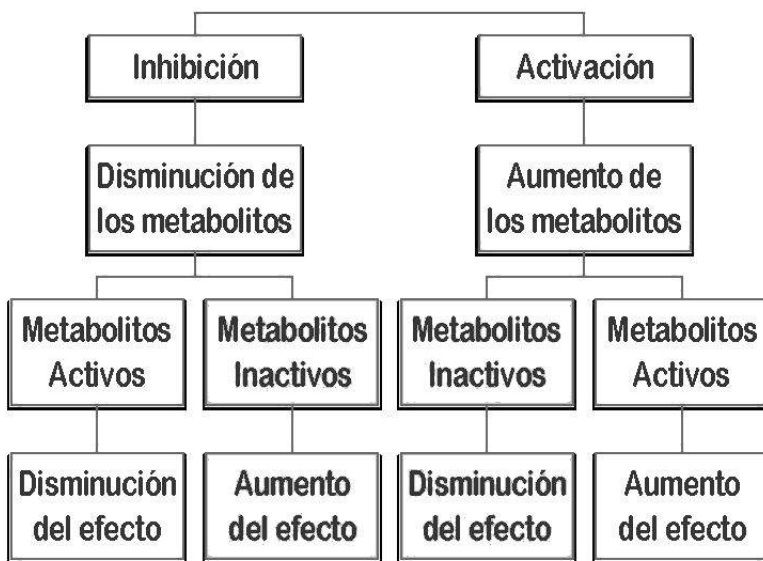 Inhibición
Activación
Disminución de
los metabolitos
Aumento de
los metabolitos
Metabolitos
Activos
Metabolitos
Inactivos
Metabolitos
Inactivos
Metabolitos
Activos
Disminución
del efecto
Aumento
del efecto
Disminución
del efecto
Aumento
del efecto